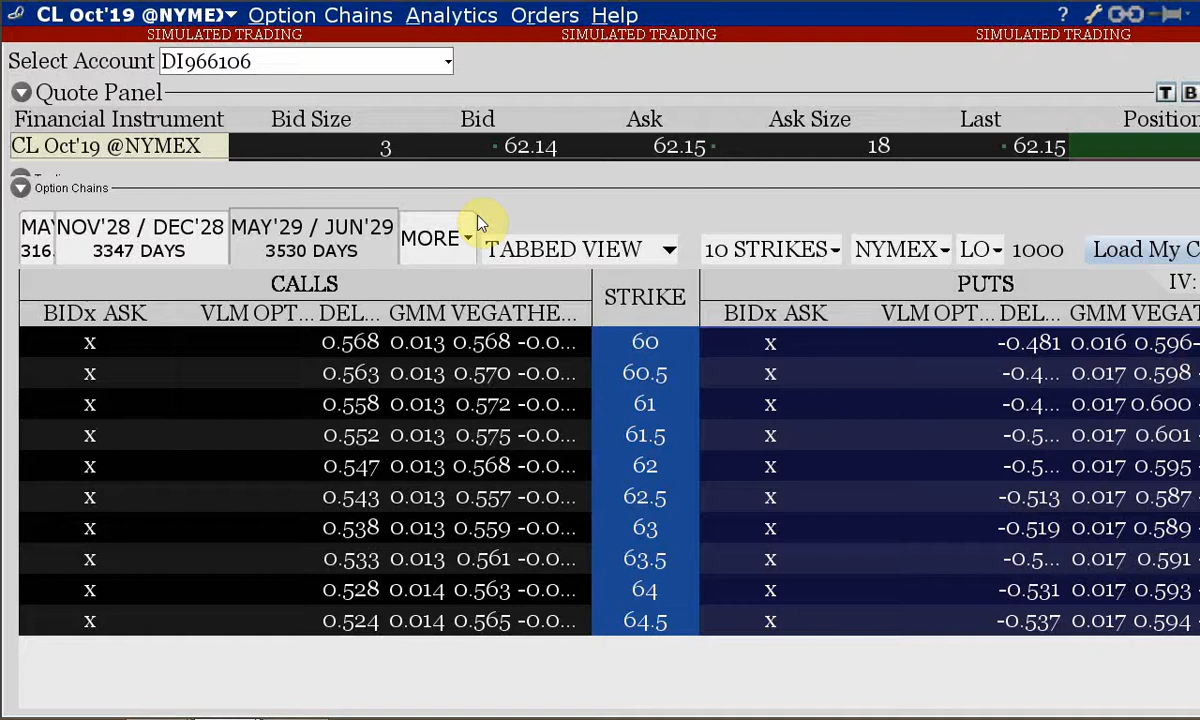 CL Oct'19 @NYMEX Option Chains Analytics Orders Help ?
SIMULATED TRADING SIMULATED TRADING SIMULATED TRADING
Select Account DI966106
Quote Panel T B
Financial Instrument Bid Size Bid Ask Ask Size Last Position
CL Oct'19 @NYMEX 3 62.14 62.15 18 62.15
Option Chains
MAY NOV'28 / DEC'28 MAY'29 / JUN'29 MORE TABBED VIEW 10 STRIKES NYMEX LO 1000 Load My C
316. 3347 DAYS 3530 DAYS
CALLS STRIKE PUTS IV:
BIDx ASK VLM OPT... DEL... GMM VEGA THE... BIDx ASK VLM OPT... DEL... GMM VEGA
x 0.568 0.013 0.568 -0.0... 60 x -0.481 0.016 0.596
x 0.563 0.013 0.570 -0.0... 60.5 x -0.4... 0.017 0.598
x 0.558 0.013 0.572 -0.0... 61 x -0.4... 0.017 0.600
x 0.552 0.013 0.575 -0.0... 61.5 x -0.5... 0.017 0.601
x 0.547 0.013 0.568 -0.0... 62 x -0.5... 0.017 0.595
x 0.543 0.013 0.557 -0.0... 62.5 x -0.513 0.017 0.587
x 0.538 0.013 0.559 -0.0... 63 x -0.519 0.017 0.589
x 0.533 0.013 0.561 -0.0... 63.5 x -0.5... 0.017 0.591
x 0.528 0.014 0.563 -0.0... 64 x -0.531 0.017 0.593
x 0.524 0.014 0.565 -0.0... 64.5 x -0.537 0.017 0.594